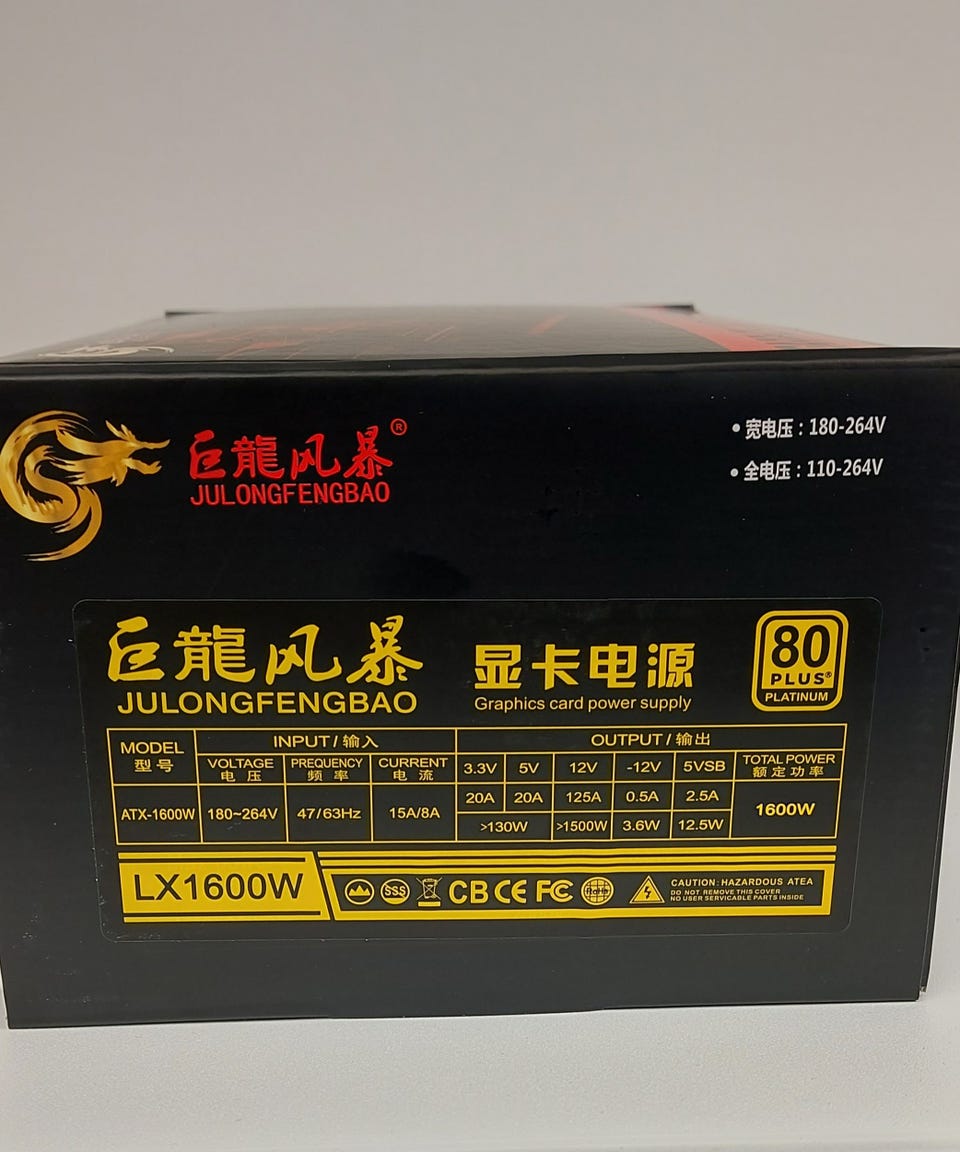 巨龍风暴®
JULONGFENGBAO
• 宽电压：180-264V
• 全电压：110-264V
巨龍风暴
JULONGFENGBAO
显卡电源
Graphics card power supply
80
PLUS®
PLATINUM
MODEL
型号
INPUT / 输入
OUTPUT / 输出
VOLTAGE
电 压
FREQUENCY
频 率
CURRENT
电 流
3.3V 5V 12V -12V 5VSB
TOTAL POWER
额定功率
ATX-1600W 180~264V 47/63Hz 15A/8A
20A 20A 125A 0.5A 2.5A
>130W >1500W 3.6W 12.5W
1600W
LX1600W
SSS CB CE FC RoHS
CAUTION: HAZARDOUS ATEA
DO NOT REMOVE THIS COVER
NO USER SERVICABLE PARTS INSIDE